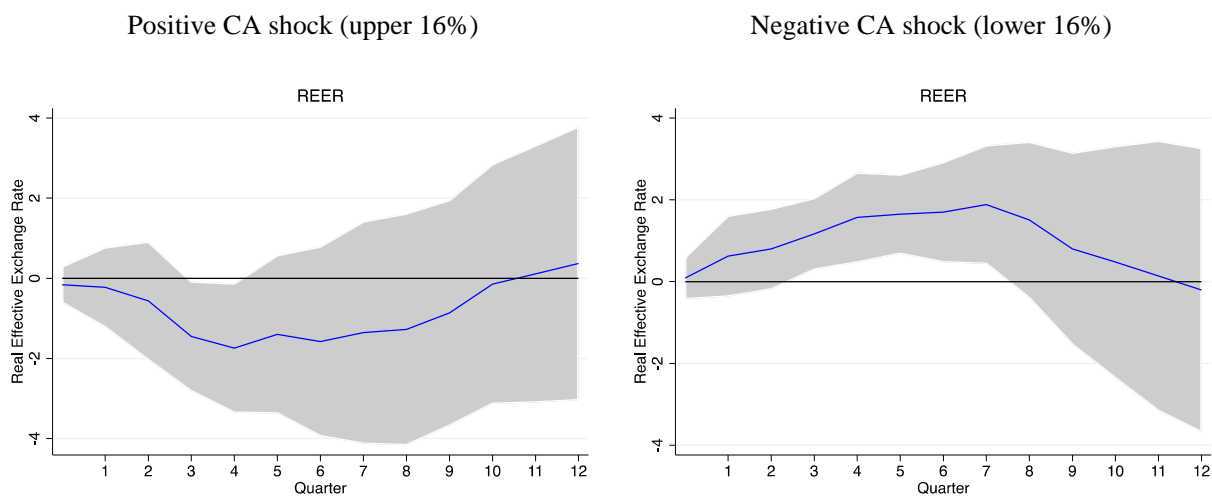 Positive CA shock (upper 16%)
REER
Real Effective Exchange Rate
4
2
0
-2
-4
1 2 3 4 5 6 7 8 9 10 11 12
Quarter
Negative CA shock (lower 16%)
REER
Real Effective Exchange Rate
4
2
0
-2
-4
1 2 3 4 5 6 7 8 9 10 11 12
Quarter